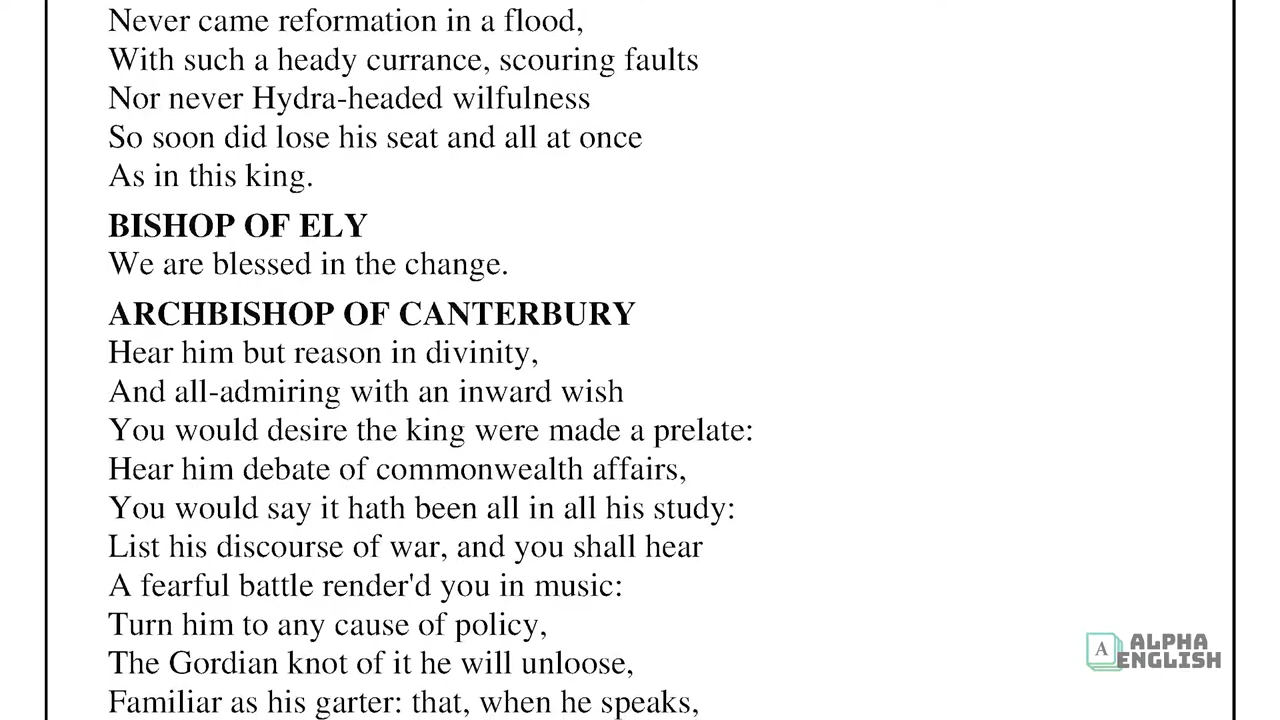 Never came reformation in a flood,
With such a heady currance, scouring faults
Nor never Hydra-headed wilfulness
So soon did lose his seat and all at once
As in this king.
BISHOP OF ELY
We are blessed in the change.
ARCHBISHOP OF CANTERBURY
Hear him but reason in divinity,
And all-admiring with an inward wish
You would desire the king were made a prelate:
Hear him debate of commonwealth affairs,
You would say it hath been all in all his study:
List his discourse of war, and you shall hear
A fearful battle render'd you in music:
Turn him to any cause of policy,
The Gordian knot of it he will unloose,
Familiar as his garter: that, when he speaks,
A ALPHA
ENGLISH